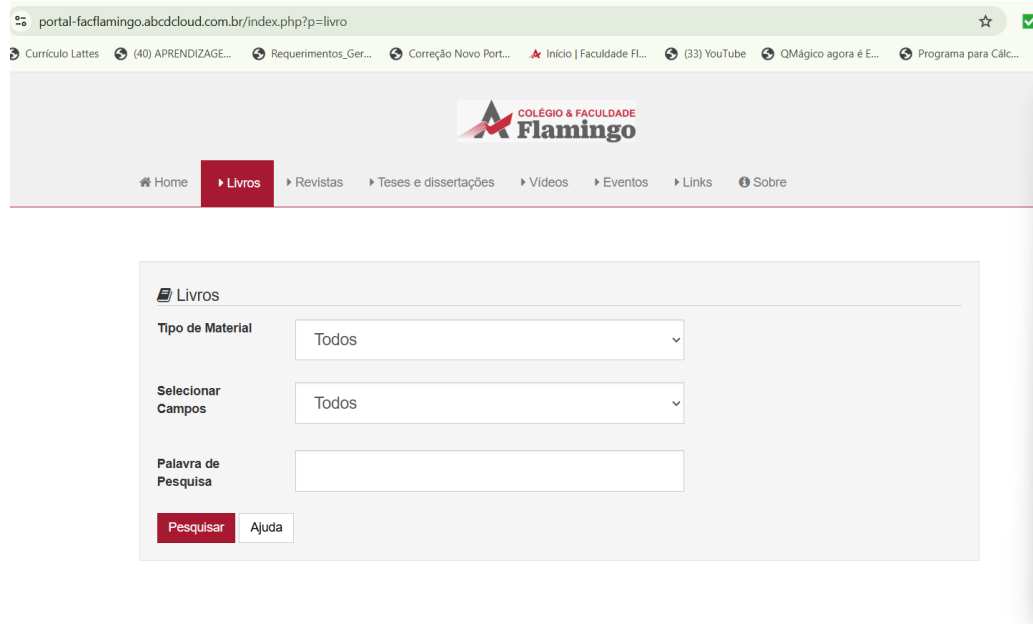 portal-facflamingo.abcdcloud.com.br/index.php?p=livro
Currículo Lattes (40) APRENDIZAGE... Requerimentos_Ger... Correção Novo Port... Início | Faculdade Fl... (33) YouTube QMágico agora é E... Programa para Cálc...
COLÉGIO & FACULDADE
Flamingo
Home Livros Revistas Teses e dissertações Vídeos Eventos Links Sobre
Livros
Tipo de Material
Todos
Selecionar
Campos
Todos
Palavra de
Pesquisa
Pesquisar Ajuda